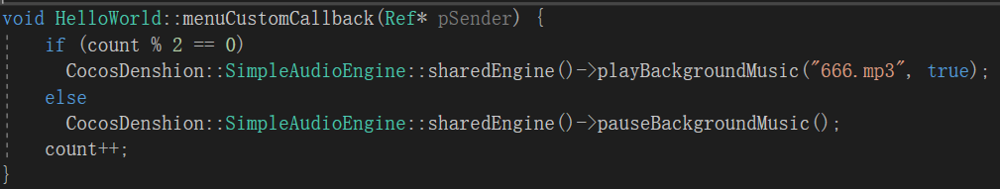 void HelloWorld::menuCustomCallback(Ref* pSender) {
    if (count % 2 == 0)
      CocosDenshion::SimpleAudioEngine::sharedEngine()->playBackgroundMusic("666.mp3", true);
    else
      CocosDenshion::SimpleAudioEngine::sharedEngine()->pauseBackgroundMusic();
    count++;
}